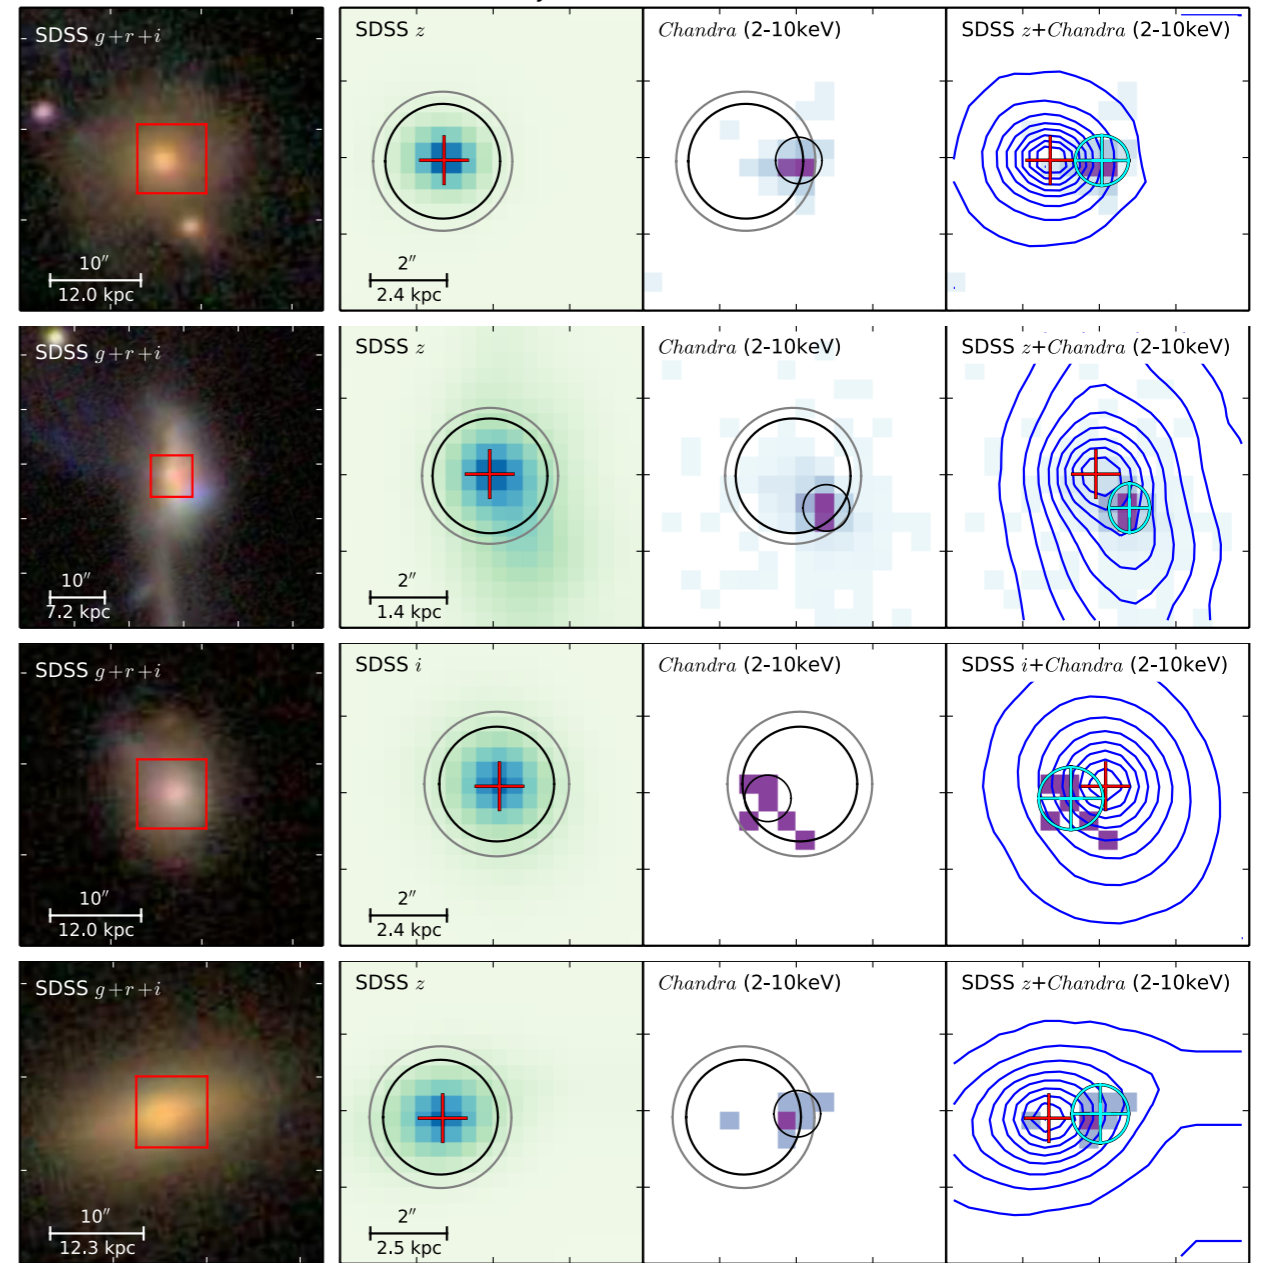 SDSS g+r+i
10″
12.0 kpc
SDSS z
2″
2.4 kpc
Chandra (2-10keV)
SDSS z+Chandra (2-10keV)
SDSS g+r+i
10″
7.2 kpc
SDSS z
2″
1.4 kpc
Chandra (2-10keV)
SDSS z+Chandra (2-10keV)
SDSS g+r+i
10″
12.0 kpc
SDSS i
2″
2.4 kpc
Chandra (2-10keV)
SDSS i+Chandra (2-10keV)
SDSS g+r+i
10″
12.3 kpc
SDSS z
2″
2.5 kpc
Chandra (2-10keV)
SDSS z+Chandra (2-10keV)